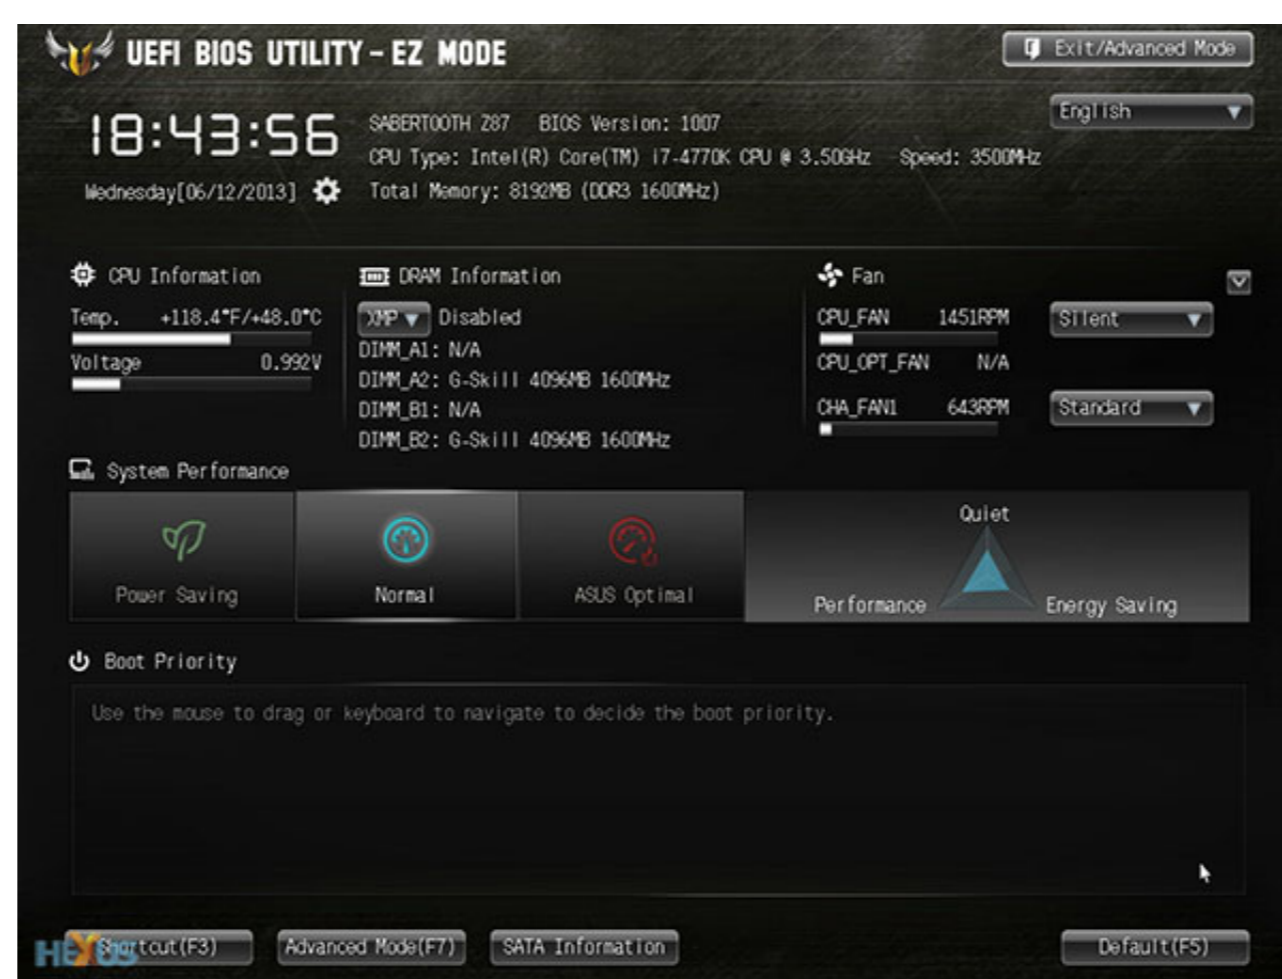 UEFI BIOS UTILITY - EZ MODE
Exit/Advanced Mode
English
18:43:56
Wednesday[06/12/2013]
SABERTOOTH Z87 BIOS Version: 1007
CPU Type: Intel(R) Core(TM) i7-4770K CPU @ 3.50GHz Speed: 3500MHz
Total Memory: 8192MB (DDR3 1600MHz)
CPU Information
Temp. +118.4°F/+48.0°C
Voltage 0.992V
DRAM Information
XMP Disabled
DIMM_A1: N/A
DIMM_A2: G-Skill 4096MB 1600MHz
DIMM_B1: N/A
DIMM_B2: G-Skill 4096MB 1600MHz
Fan
CPU_FAN 1451RPM Silent
CPU_OPT_FAN N/A
CHA_FAN1 643RPM Standard
System Performance
Power Saving
Normal
ASUS Optimal
Quiet
Performance
Energy Saving
Boot Priority
Use the mouse to drag or keyboard to navigate to decide the boot priority.
HEXUS
Shortcut(F3)
Advanced Mode(F7)
SATA Information
Default(F5)